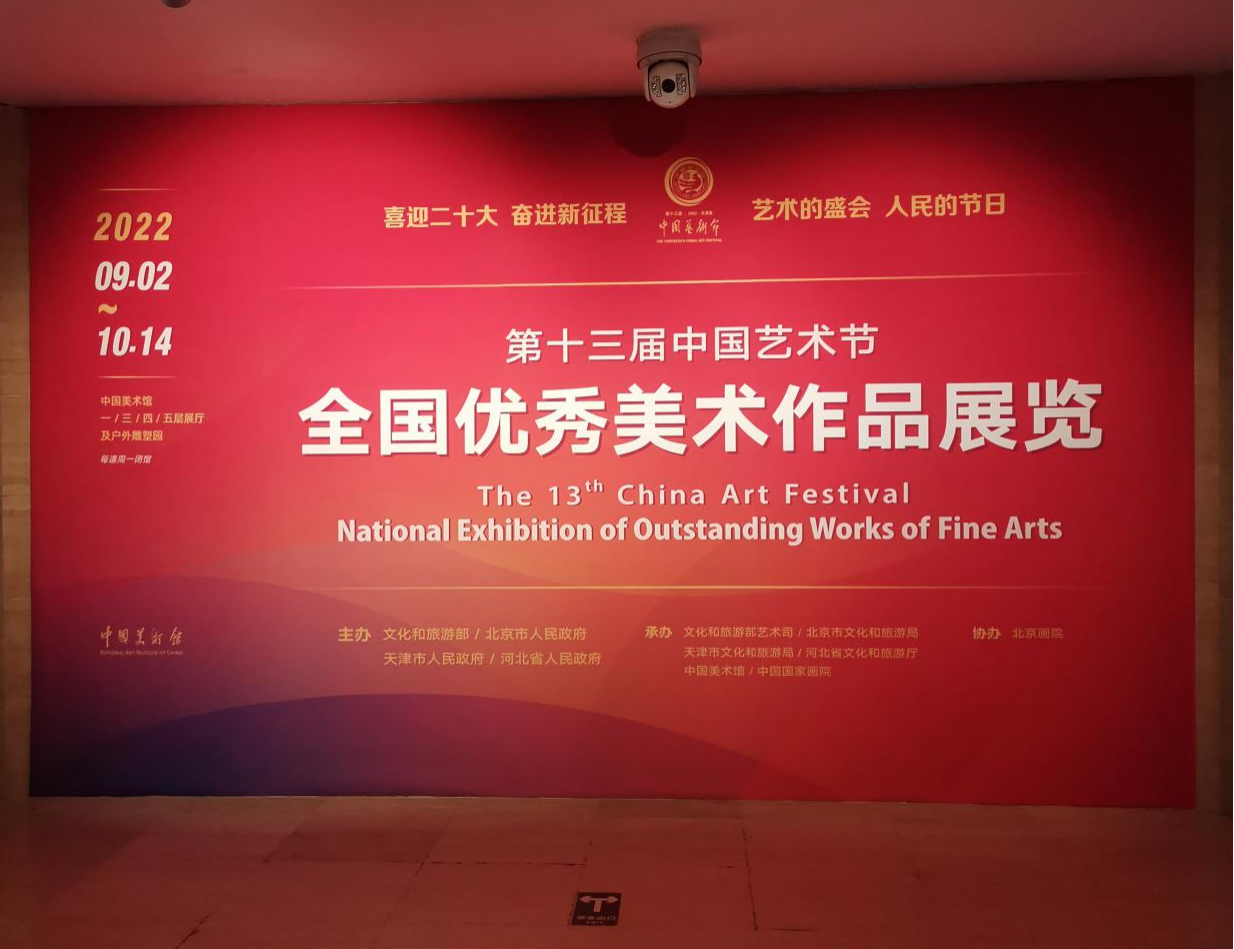 喜迎二十大 奋进新征程
艺术的盛会 人民的节日
中国艺术节
2022
09.02
~
10.14
中国美术馆
一 / 三 / 四 / 五层展厅
及户外雕塑园
每逢周一闭馆
第十三届中国艺术节
全国优秀美术作品展览
The 13th China Art Festival
National Exhibition of Outstanding Works of Fine Arts
中国美术馆
NATIONAL ART MUSEUM OF CHINA
主办 文化和旅游部 / 北京市人民政府
天津市人民政府 / 河北省人民政府
承办 文化和旅游部艺术司 / 北京市文化和旅游局
天津市文化和旅游局 / 河北省文化和旅游厅
中国美术馆 / 中国国家画院
协办 北京画院